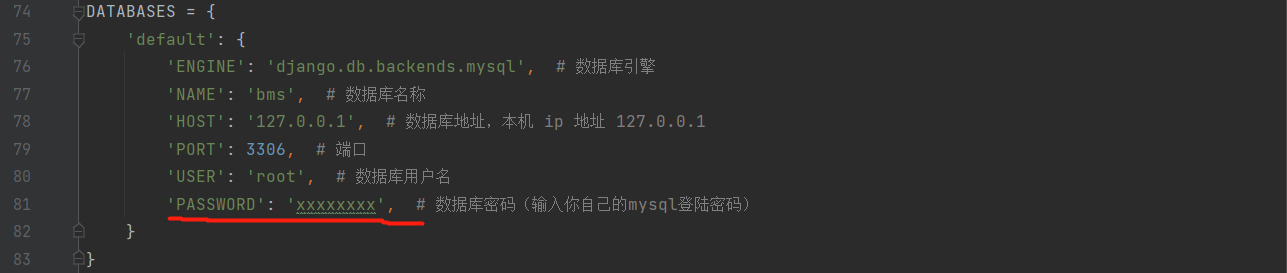 74 DATABASES = {
75 'default': {
76 'ENGINE': 'django.db.backends.mysql', # 数据库引擎
77 'NAME': 'bms', # 数据库名称
78 'HOST': '127.0.0.1', # 数据库地址，本机 ip 地址 127.0.0.1
79 'PORT': 3306, # 端口
80 'USER': 'root', # 数据库用户名
81 'PASSWORD': 'xxxxxxxx', # 数据库密码（输入你自己的mysql登陆密码）
82 }
83 }